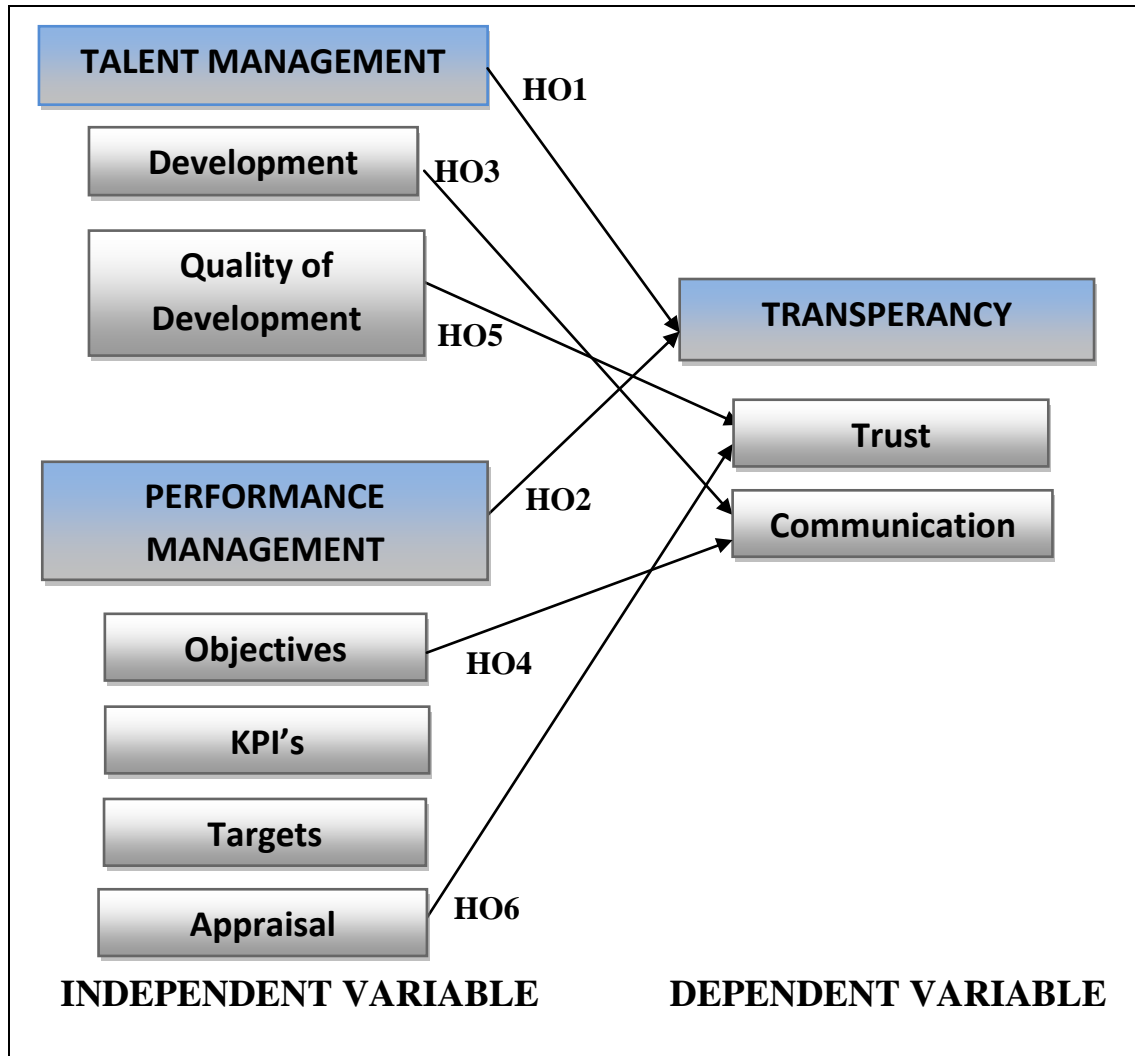 TALENT MANAGEMENT
HO1
Development
HO3
Quality of
Development
HO5
TRANSPERANCY
Trust
PERFORMANCE
MANAGEMENT
HO2
Communication
Objectives
HO4
KPI's
Targets
Appraisal
HO6
INDEPENDENT VARIABLE
DEPENDENT VARIABLE